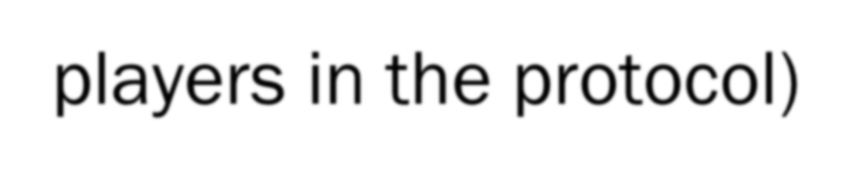 players in the protocol)